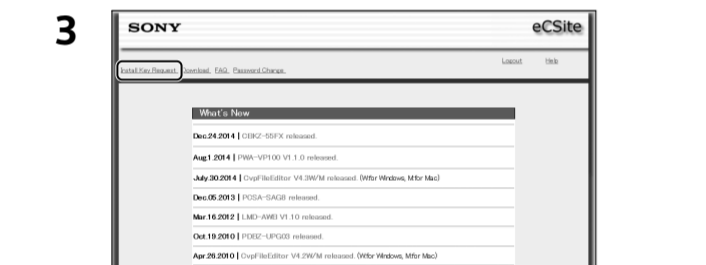 3
SONY
eCSite
Logout Help
Install Key Request Download FAQ Password Change
What's New
Dec.24.2014 | CBKZ-55FX released.
Aug.1.2014 | PWA-VP100 V1.1.0 released.
July.30.2014 | CvpFileEditor V4.3W/M released. (W:for Windows, M:for Mac)
Dec.05.2013 | POSA-SAG8 released.
Mar.16.2012 | LMD-AWB V1.10 released.
Oct.19.2010 | PDBZ-UPG03 released.
Apr.26.2010 | CvpFileEditor V4.2W/M released. (W:for Windows, M:for Mac)